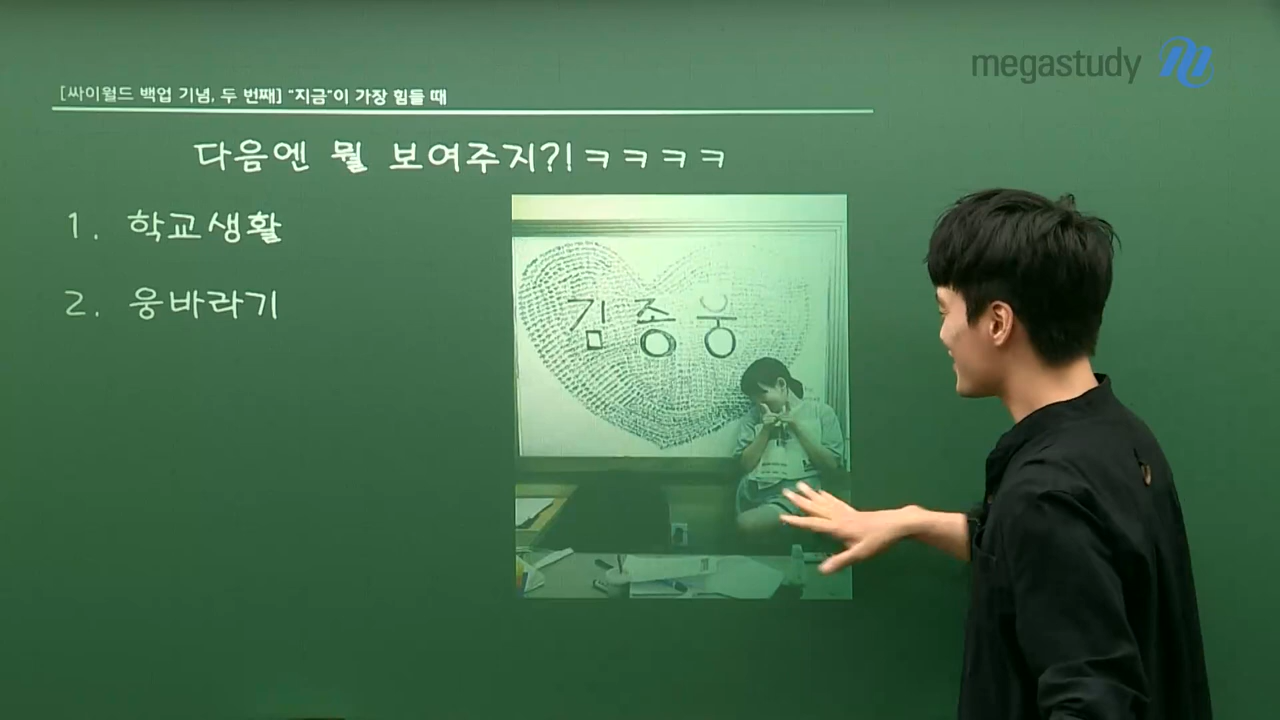 megastudy
[싸이월드 백업 기념, 두 번째] "지금"이 가장 힘들 때
다음엔 뭘 보여주지?!ㅋㅋㅋㅋ
1. 학교생활
2. 웅바라기
김종웅